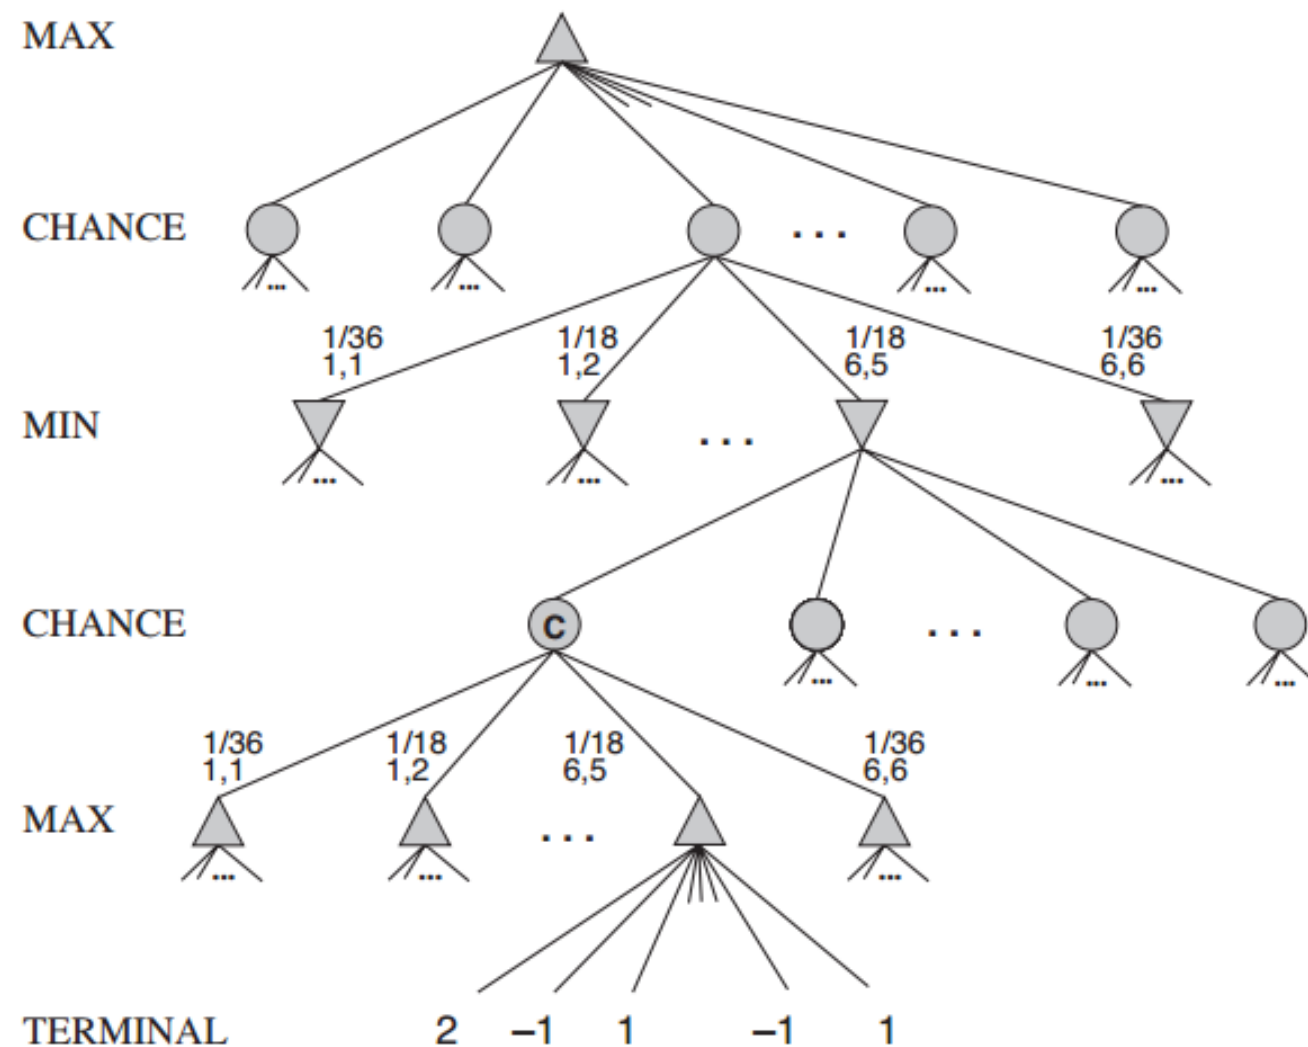 MAX
CHANCE
. . .
... ... ... ...
1/36 1/18 1/18 1/36
1,1 1,2 6,5 6,6
MIN
. . .
... ... ...
CHANCE
C
. . .
... ... ...
1/36 1/18 1/18 1/36
1,1 1,2 6,5 6,6
MAX
. . .
... ... ...
TERMINAL 2 –1 1 –1 1